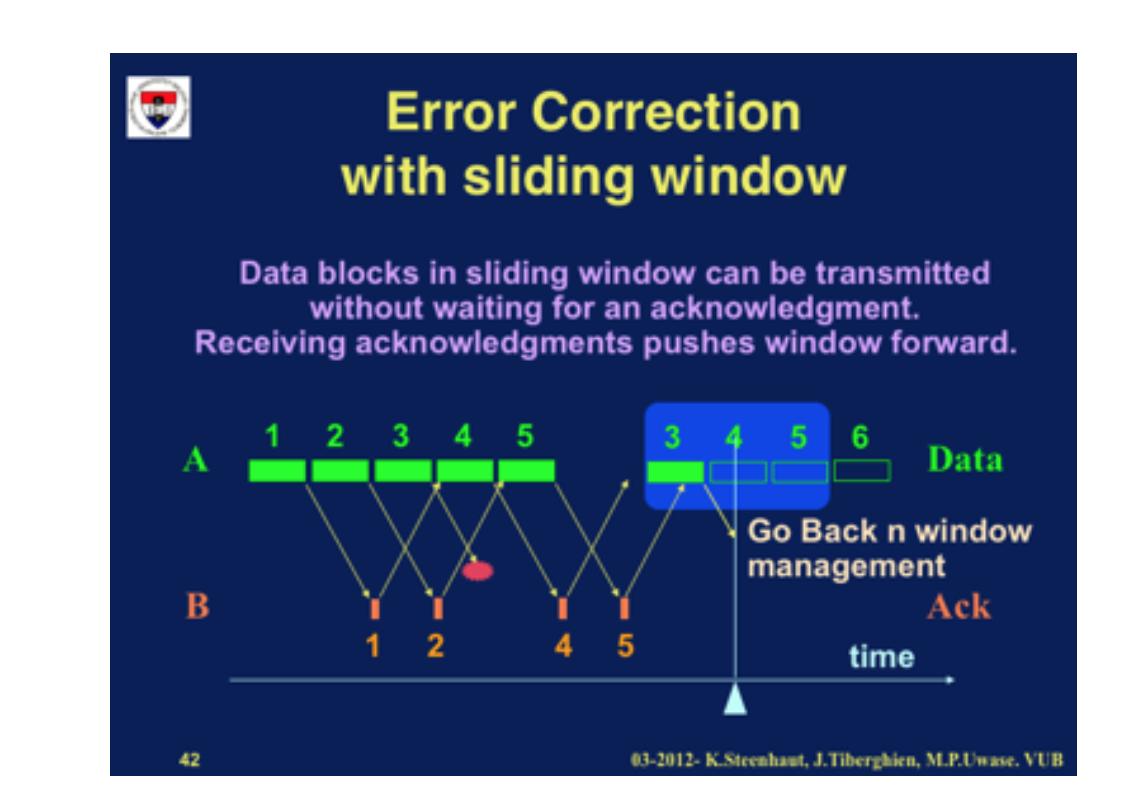 Error Correction
with sliding window
Data blocks in sliding window can be transmitted
without waiting for an acknowledgment.
Receiving acknowledgments pushes window forward.
A 1 2 3 4 5 3 4 5 6 Data
Go Back n window
management
B Ack
1 2 4 5
time
42 03-2012- K.Steenhaut, J.Tiberghien, M.P.Uwase. VUB